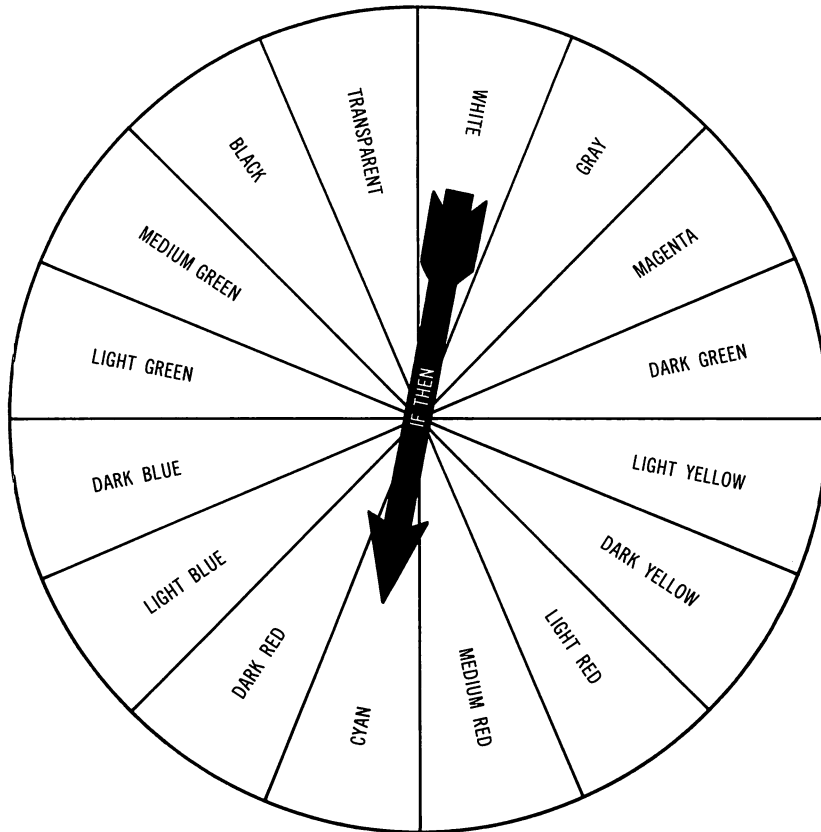 WHITE
GRAY
MAGENTA
DARK GREEN
LIGHT YELLOW
DARK YELLOW
LIGHT RED
MEDIUM RED
CYAN
DARK RED
LIGHT BLUE
DARK BLUE
LIGHT GREEN
MEDIUM GREEN
BLACK
TRANSPARENT
IF THEN